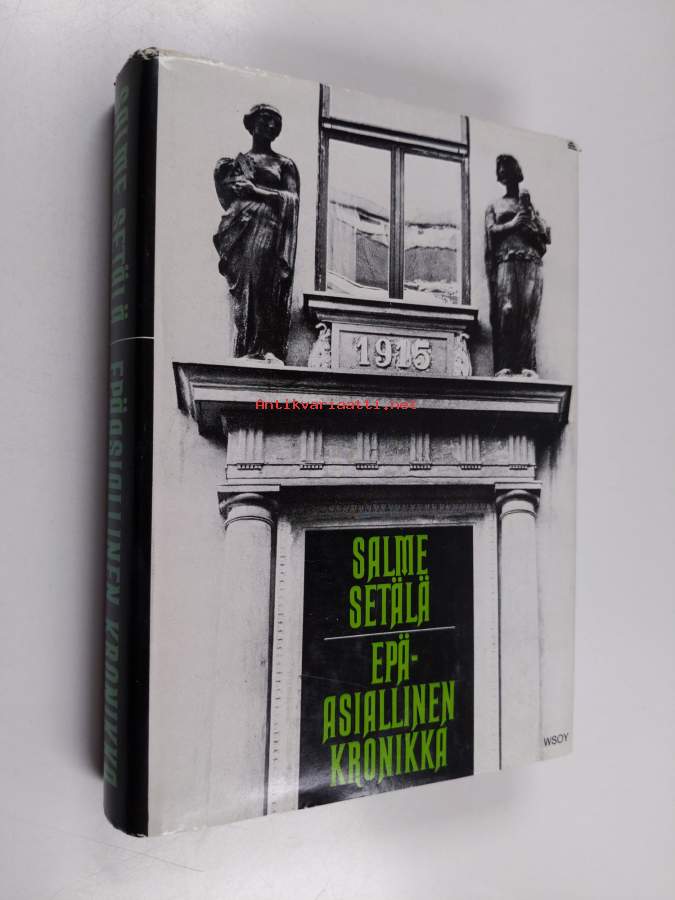 SALME SETÄLÄ EPÄASIALLINEN KRONIKKA
1915
Antikvariaatti.net
SALME
SETÄLÄ
EPÄ-
ASIALLINEN
KRONIKKA
WSOY